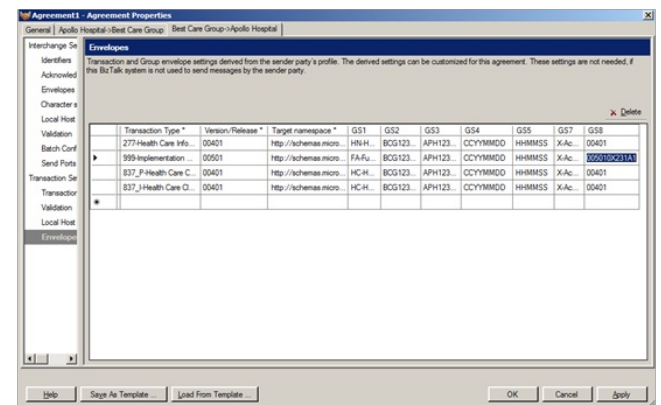 Agreement1 - Agreement Properties
General | Apollo Hospital->Best Care Group | Best Care Group->Apollo Hospital
Interchange Se
Identifiers
Acknowled
Envelopes
Character s
Local Host
Validation
Batch Conf
Send Ports
Transaction Se
Transaction
Validation
Local Host
Envelope
Envelopes
Transaction and Group envelope settings derived from the sender party's profile. The derived settings can be customized for this agreement. These settings are not needed, if
this BizTalk system is not used to send messages by the sender party.
Delete
Transaction Type * Version/Release * Target namespace * GS1 GS2 GS3 GS4 GS5 GS7 GS8
277-Health Care Info... 00401 http://schemas.micro... HN-H... BCG123... APH123... CCYYMMDD HHMMSS X-Ac... 00401
999-Implementation ... 00501 http://schemas.micro... FA-Fu... BCG123... APH123... CCYYMMDD HHMMSS X-Ac... 005010X231A1
837_P-Health Care C... 00401 http://schemas.micro... HC-H... BCG123... APH123... CCYYMMDD HHMMSS X-Ac... 00401
837_I-Health Care Cl... 00401 http://schemas.micro... HC-H... BCG123... APH123... CCYYMMDD HHMMSS X-Ac... 00401
Help Save As Template ... Load From Template ... OK Cancel Apply